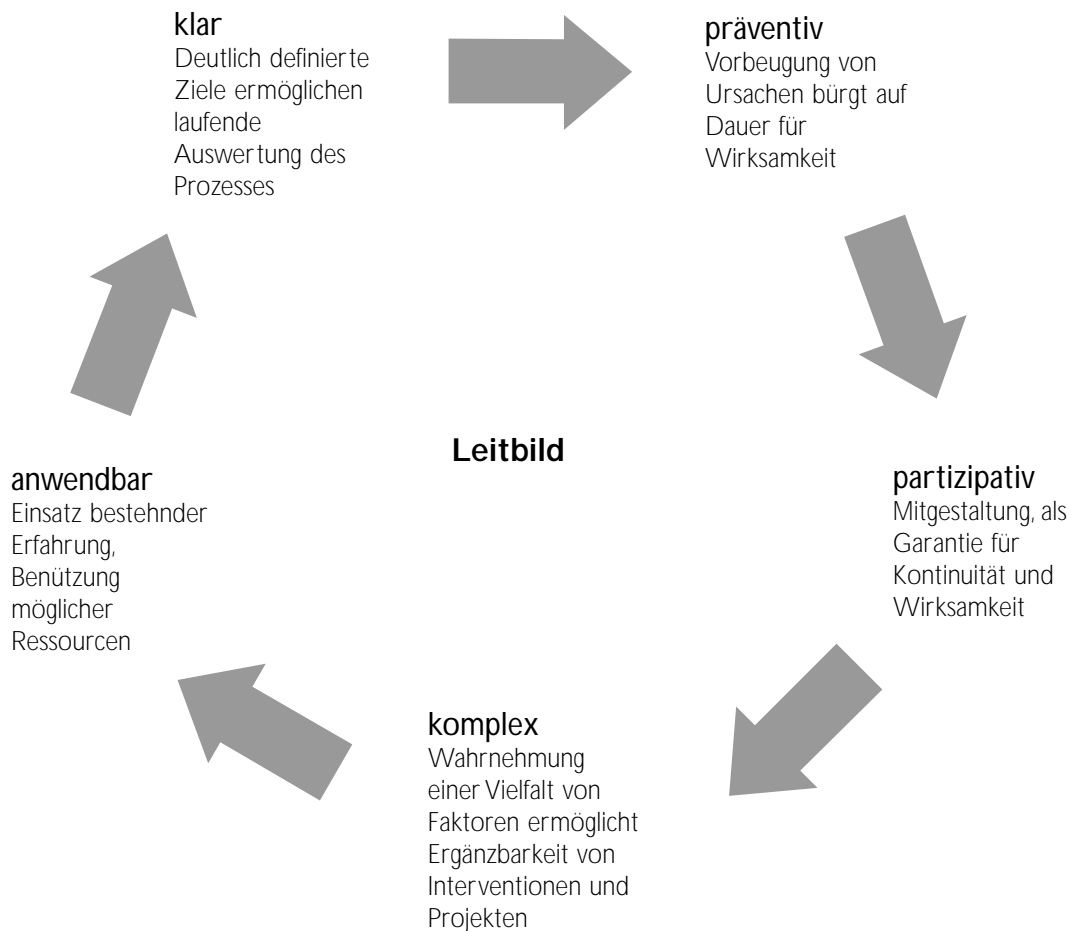 klar
Deutlich definierte
Ziele ermöglichen
laufende
Auswertung des
Prozesses
präventiv
Vorbeugung von
Ursachen bürgt auf
Dauer für
Wirksamkeit
partizipativ
Mitgestaltung, als
Garantie für
Kontinuität und
Wirksamkeit
komplex
Wahrnehmung
einer Vielfalt von
Faktoren ermöglicht
Ergänzbarkeit von
Interventionen und
Projekten
anwendbar
Einsatz bestehnder
Erfahrung,
Benützung
möglicher
Ressourcen
Leitbild